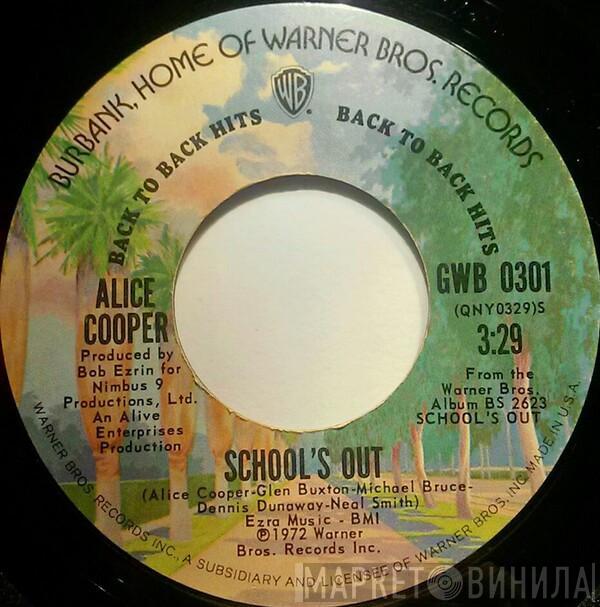 BURBANK, HOME OF WARNER BROS. RECORDS
WB
BACK TO BACK HITS
BACK TO BACK HITS
ALICE
COOPER
Produced by
Bob Ezrin for
Nimbus 9
Productions, Ltd.
An Alive
Enterprises
Production
GWB 0301
(QNY0329)S
3:29
From the
Warner Bros.
Album BS 2623
SCHOOL'S OUT
SCHOOL'S OUT
(Alice Cooper-Glen Buxton-Michael Bruce-
Dennis Dunaway-Neal Smith)
Ezra Music - BMI
℗1972 Warner
Bros. Records Inc.
WARNER BROS. RECORDS INC., A SUBSIDIARY AND LICENSEE OF WARNER BROS., INC. MADE IN U.S.A.
МАРКЕТ ВИНИЛА